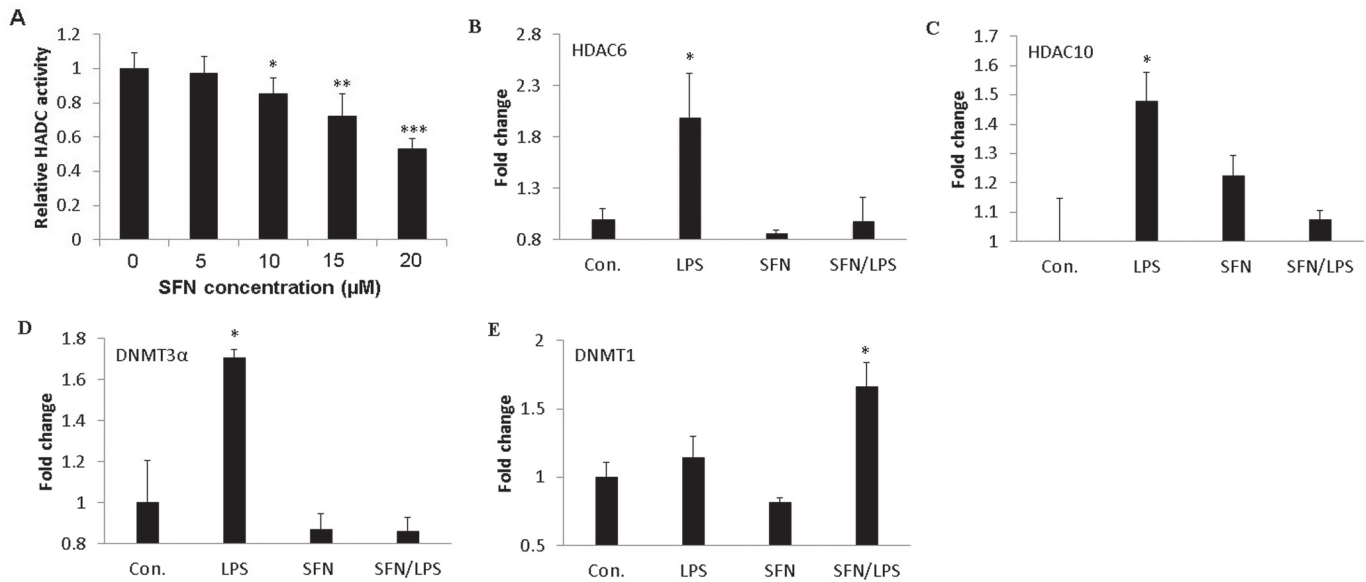 A
Relative HADC activity
1.2
1
0.8
0.6
0.4
0.2
0
*
**
***
0 5 10 15 20
SFN concentration (µM)
B
HDAC6
Fold change
2.8
2.3
1.8
1.3
0.8
*
Con. LPS SFN SFN/LPS
C
HDAC10
Fold change
1.7
1.6
1.5
1.4
1.3
1.2
1.1
1
*
Con. LPS SFN SFN/LPS
D
DNMT3α
Fold change
1.8
1.6
1.4
1.2
1
0.8
*
Con. LPS SFN SFN/LPS
E
DNMT1
Fold change
2
1.5
1
0.5
*
Con. LPS SFN SFN/LPS